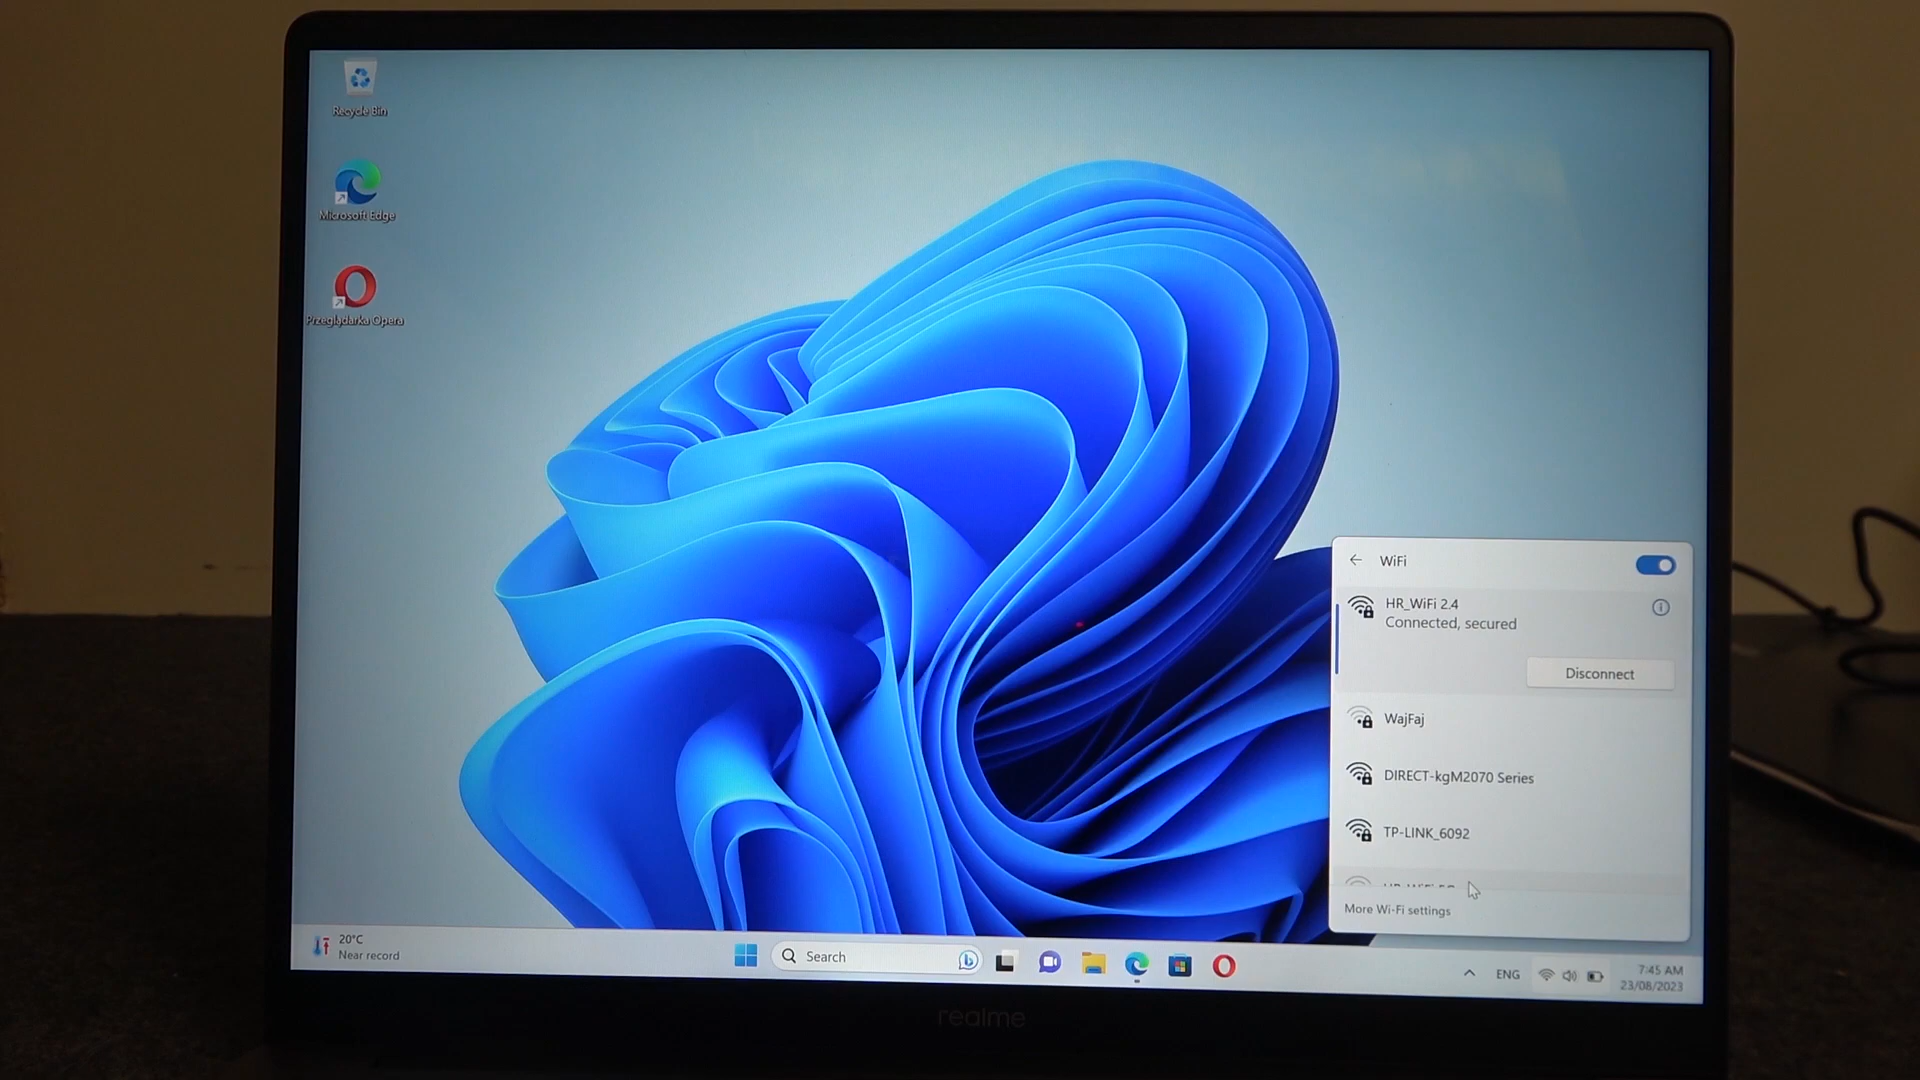 Recycle Bin
Microsoft Edge
Przeglądarka Opera
WiFi
HR_WiFi 2.4
Connected, secured
Disconnect
WajFaj
DIRECT-kgM2070 Series
TP-LINK_6092
More Wi-Fi settings
20°C
Near record
Search
ENG
7:45 AM
23/08/2023
realme